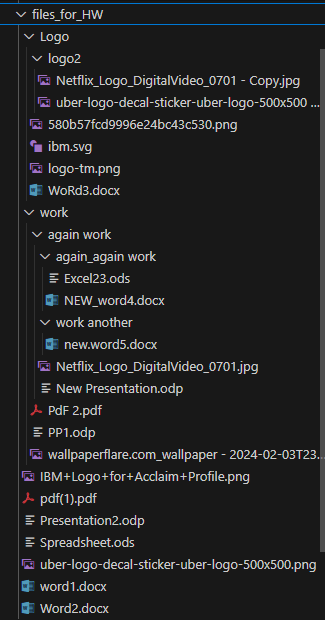 files_for_HW
Logo
logo2
Netflix_Logo_DigitalVideo_0701 - Copy.jpg
uber-logo-decal-sticker-uber-logo-500x500 ...
580b57fcd9996e24bc43c530.png
ibm.svg
logo-tm.png
WoRd3.docx
work
again work
again_again work
Excel23.ods
NEW_word4.docx
work another
new.word5.docx
Netflix_Logo_DigitalVideo_0701.jpg
New Presentation.odp
PdF 2.pdf
PP1.odp
wallpaperflare.com_wallpaper - 2024-02-03T23...
IBM+Logo+for+Acclaim+Profile.png
pdf(1).pdf
Presentation2.odp
Spreadsheet.ods
uber-logo-decal-sticker-uber-logo-500x500.png
word1.docx
Word2.docx